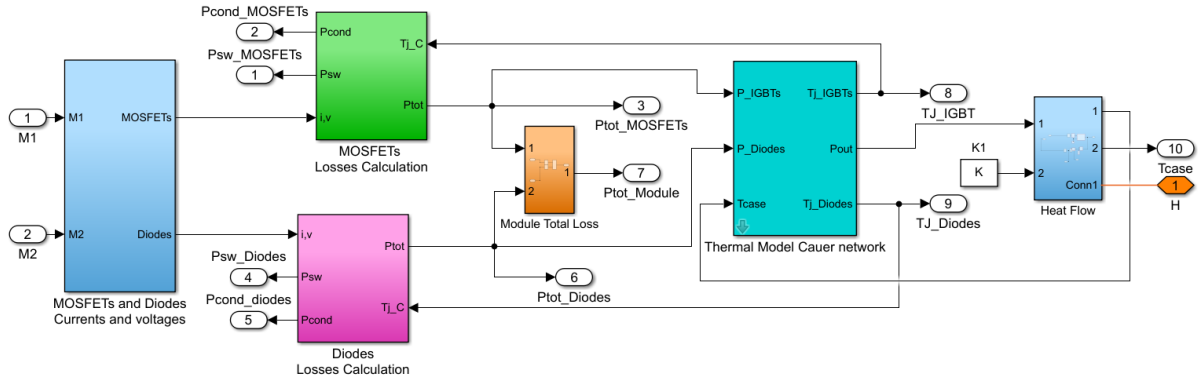 Pcond_MOSFETs
2
Psw_MOSFETs
1
1
M1
2
M2
M1
MOSFETs
M2
Diodes
MOSFETs and Diodes
Currents and voltages
Pcond
Tj_C
Psw
Ptot
i,v
MOSFETs
Losses Calculation
3
Ptot_MOSFETs
1
2
1
Module Total Loss
7
Ptot_Module
i,v
Ptot
Psw
Tj_C
Pcond
Diodes
Losses Calculation
Psw_Diodes
4
Pcond_diodes
5
6
Ptot_Diodes
P_IGBTs
Tj_IGBTs
P_Diodes
Pout
Tcase
Tj_Diodes
Thermal Model Cauer network
8
TJ_IGBT
9
TJ_Diodes
K1
K
1
1
2
2
Conn1
Heat Flow
10
Tcase
1
H